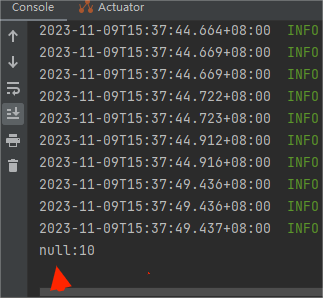 Console Actuator
2023-11-09T15:37:44.664+08:00 INFO
2023-11-09T15:37:44.669+08:00 INFO
2023-11-09T15:37:44.669+08:00 INFO
2023-11-09T15:37:44.722+08:00 INFO
2023-11-09T15:37:44.723+08:00 INFO
2023-11-09T15:37:44.912+08:00 INFO
2023-11-09T15:37:44.916+08:00 INFO
2023-11-09T15:37:49.436+08:00 INFO
2023-11-09T15:37:49.436+08:00 INFO
2023-11-09T15:37:49.437+08:00 INFO
null:10